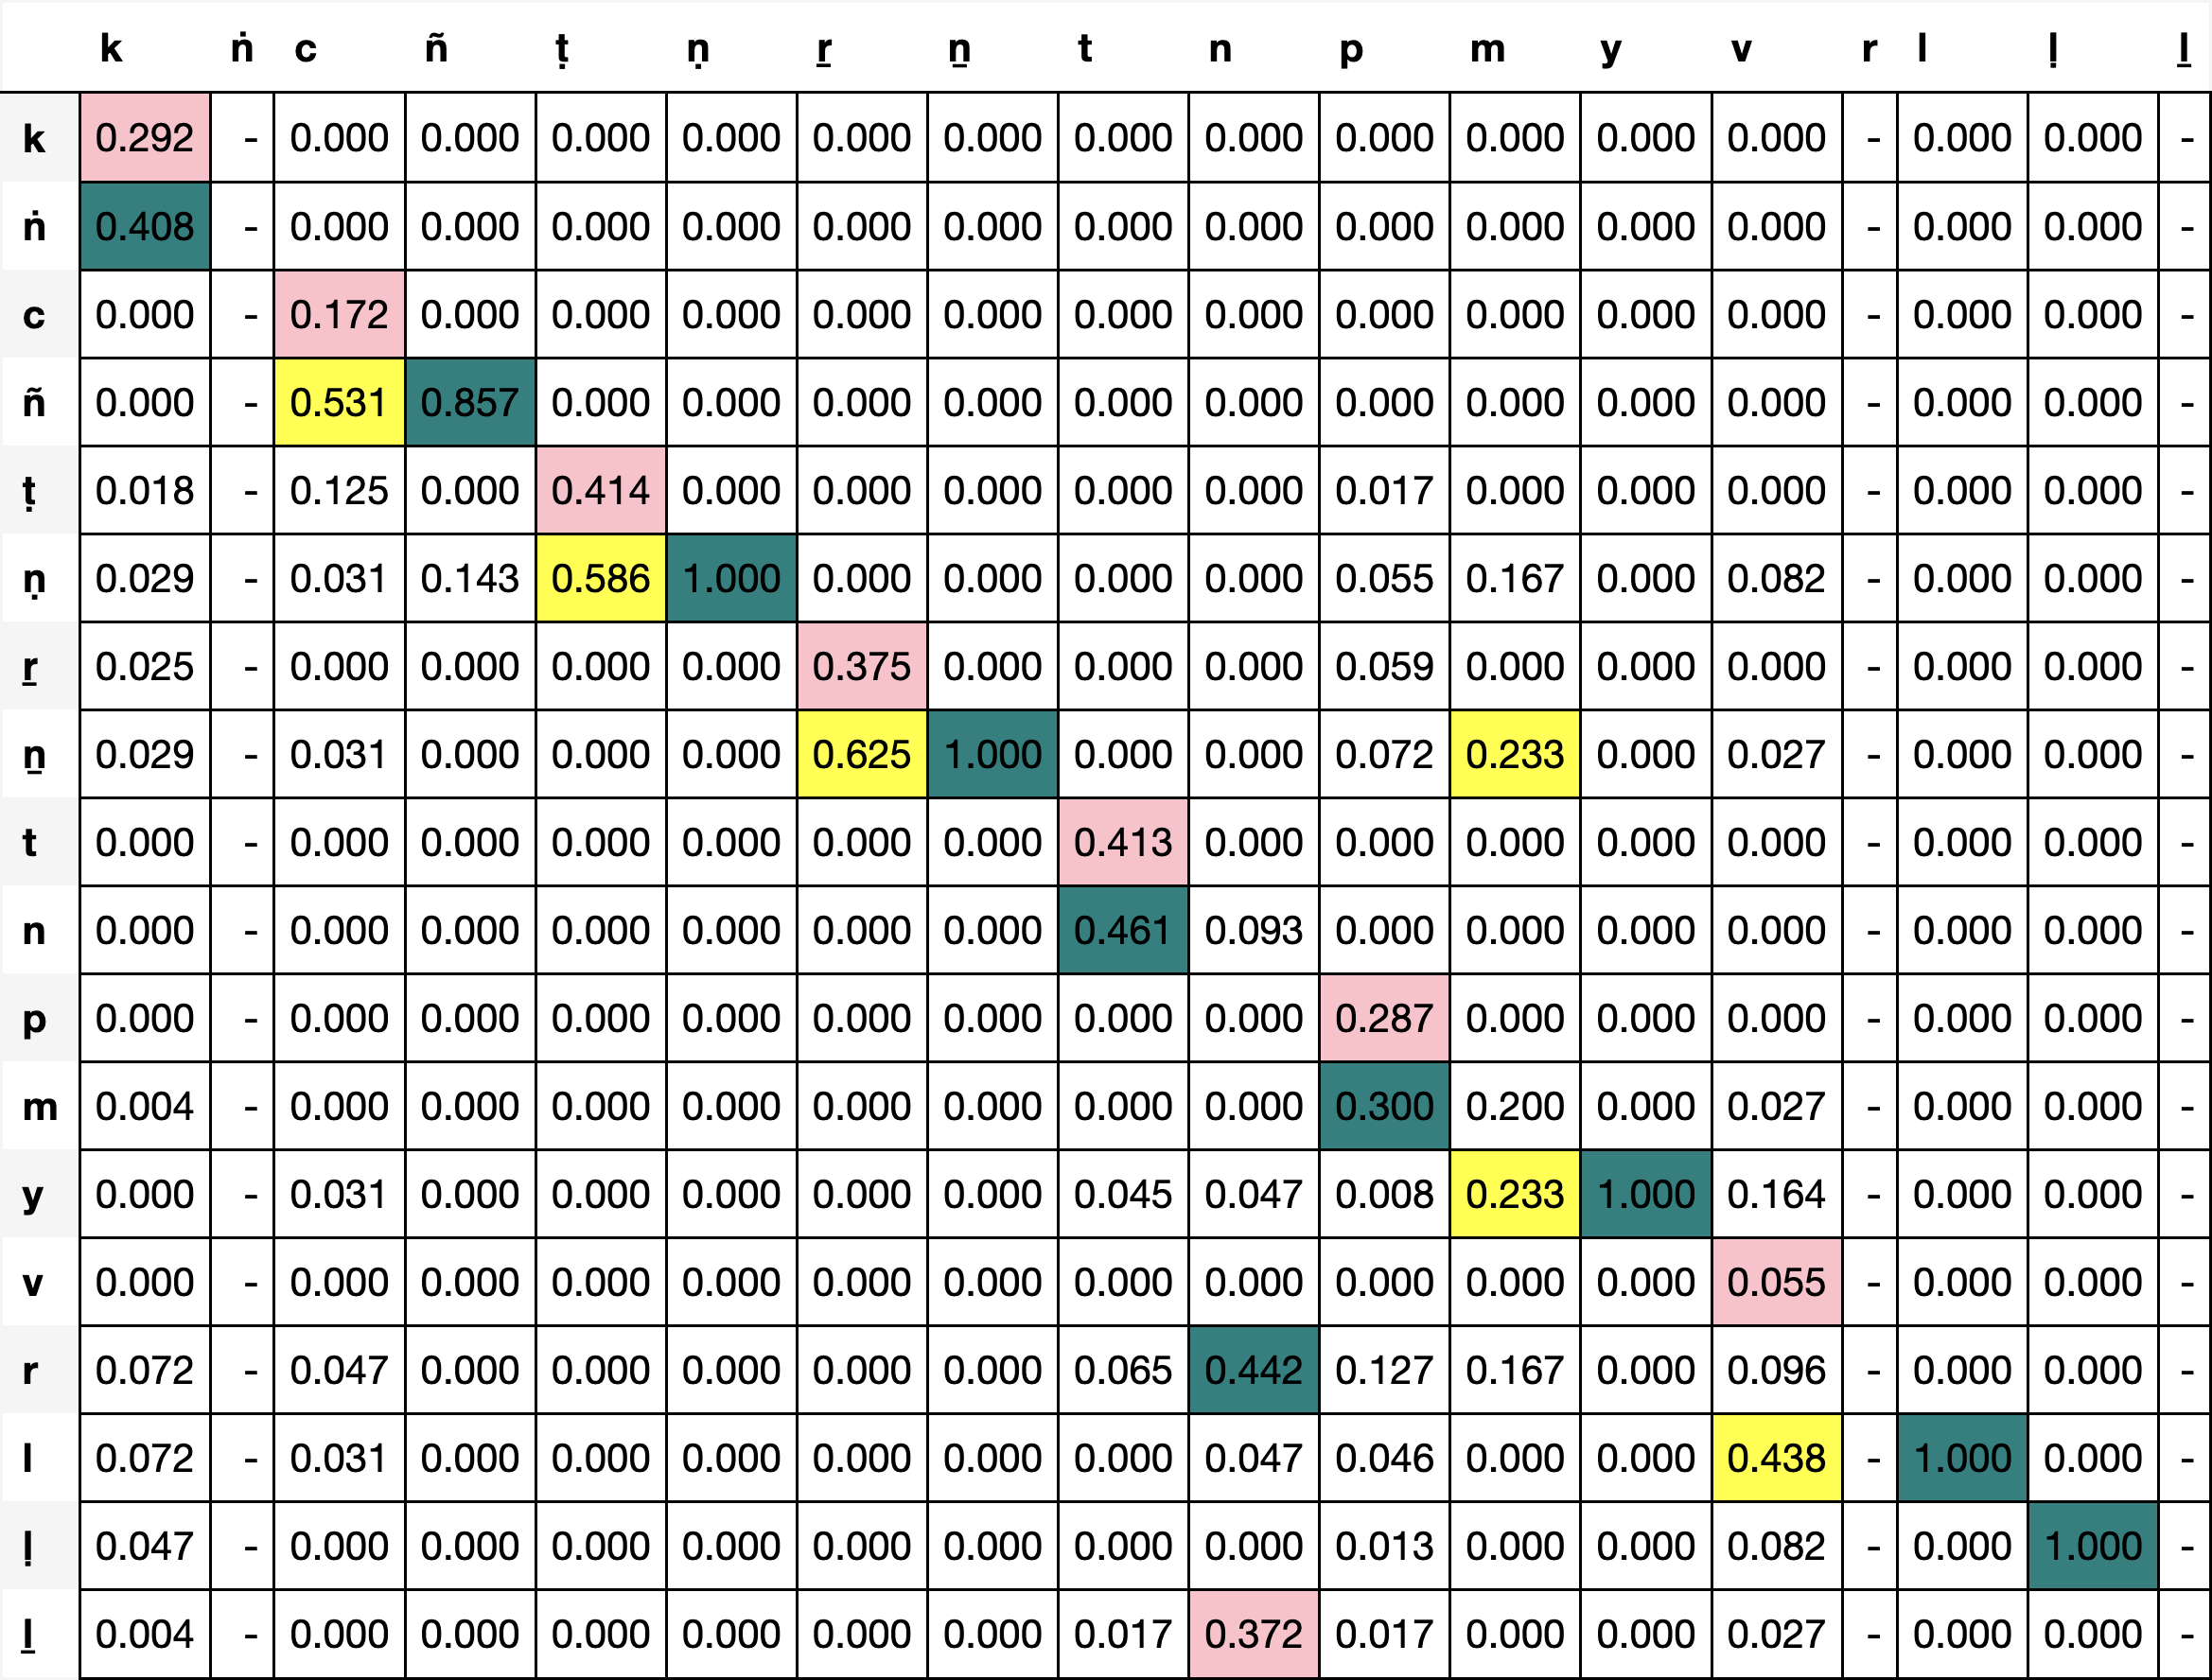 k ṅ c ñ ṭ ṇ ṟ ṉ t n p m y v r l ḷ ḻ
k 0.292 - 0.000 0.000 0.000 0.000 0.000 0.000 0.000 0.000 0.000 0.000 0.000 0.000 - 0.000 0.000 -
ṅ 0.408 - 0.000 0.000 0.000 0.000 0.000 0.000 0.000 0.000 0.000 0.000 0.000 0.000 - 0.000 0.000 -
c 0.000 - 0.172 0.000 0.000 0.000 0.000 0.000 0.000 0.000 0.000 0.000 0.000 0.000 - 0.000 0.000 -
ñ 0.000 - 0.531 0.857 0.000 0.000 0.000 0.000 0.000 0.000 0.000 0.000 0.000 0.000 - 0.000 0.000 -
ṭ 0.018 - 0.125 0.000 0.414 0.000 0.000 0.000 0.000 0.000 0.017 0.000 0.000 0.000 - 0.000 0.000 -
ṇ 0.029 - 0.031 0.143 0.586 1.000 0.000 0.000 0.000 0.000 0.055 0.167 0.000 0.082 - 0.000 0.000 -
ṟ 0.025 - 0.000 0.000 0.000 0.000 0.375 0.000 0.000 0.000 0.059 0.000 0.000 0.000 - 0.000 0.000 -
ṉ 0.029 - 0.031 0.000 0.000 0.000 0.625 1.000 0.000 0.000 0.072 0.233 0.000 0.027 - 0.000 0.000 -
t 0.000 - 0.000 0.000 0.000 0.000 0.000 0.000 0.413 0.000 0.000 0.000 0.000 0.000 - 0.000 0.000 -
n 0.000 - 0.000 0.000 0.000 0.000 0.000 0.000 0.461 0.093 0.000 0.000 0.000 0.000 - 0.000 0.000 -
p 0.000 - 0.000 0.000 0.000 0.000 0.000 0.000 0.000 0.000 0.287 0.000 0.000 0.000 - 0.000 0.000 -
m 0.004 - 0.000 0.000 0.000 0.000 0.000 0.000 0.000 0.000 0.300 0.200 0.000 0.027 - 0.000 0.000 -
y 0.000 - 0.031 0.000 0.000 0.000 0.000 0.000 0.045 0.047 0.008 0.233 1.000 0.164 - 0.000 0.000 -
v 0.000 - 0.000 0.000 0.000 0.000 0.000 0.000 0.000 0.000 0.000 0.000 0.000 0.055 - 0.000 0.000 -
r 0.072 - 0.047 0.000 0.000 0.000 0.000 0.000 0.065 0.442 0.127 0.167 0.000 0.096 - 0.000 0.000 -
l 0.072 - 0.031 0.000 0.000 0.000 0.000 0.000 0.000 0.047 0.046 0.000 0.000 0.438 - 1.000 0.000 -
ḷ 0.047 - 0.000 0.000 0.000 0.000 0.000 0.000 0.000 0.000 0.013 0.000 0.000 0.082 - 0.000 1.000 -
ḻ 0.004 - 0.000 0.000 0.000 0.000 0.000 0.000 0.017 0.372 0.017 0.000 0.000 0.027 - 0.000 0.000 -